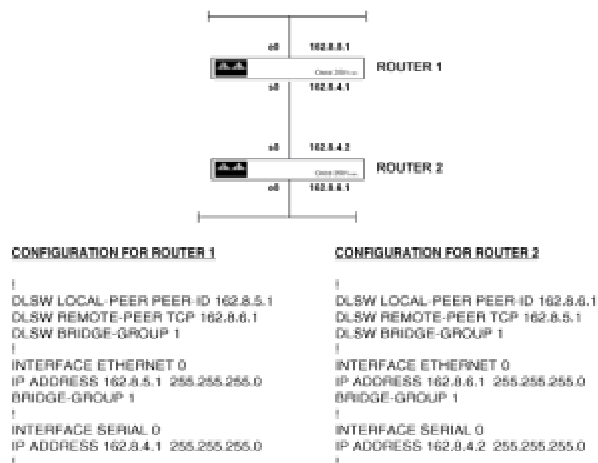 e0 162.8.5.1
ROUTER 1
s0 162.8.4.1
s0 162.8.4.2
ROUTER 2
e0 162.8.6.1
CONFIGURATION FOR ROUTER 1
!
DLSW LOCAL-PEER PEER-ID 162.8.5.1
DLSW REMOTE-PEER TCP 162.8.6.1
DLSW BRIDGE-GROUP 1
!
INTERFACE ETHERNET 0
IP ADDRESS 162.8.5.1 255.255.255.0
BRIDGE-GROUP 1
!
INTERFACE SERIAL 0
IP ADDRESS 162.8.4.1 255.255.255.0
!
CONFIGURATION FOR ROUTER 2
!
DLSW LOCAL-PEER PEER-ID 162.8.6.1
DLSW REMOTE-PEER TCP 162.8.5.1
DLSW BRIDGE-GROUP 1
!
INTERFACE ETHERNET 0
IP ADDRESS 162.8.6.1 255.255.255.0
BRIDGE-GROUP 1
!
INTERFACE SERIAL 0
IP ADDRESS 162.8.4.2 255.255.255.0
!